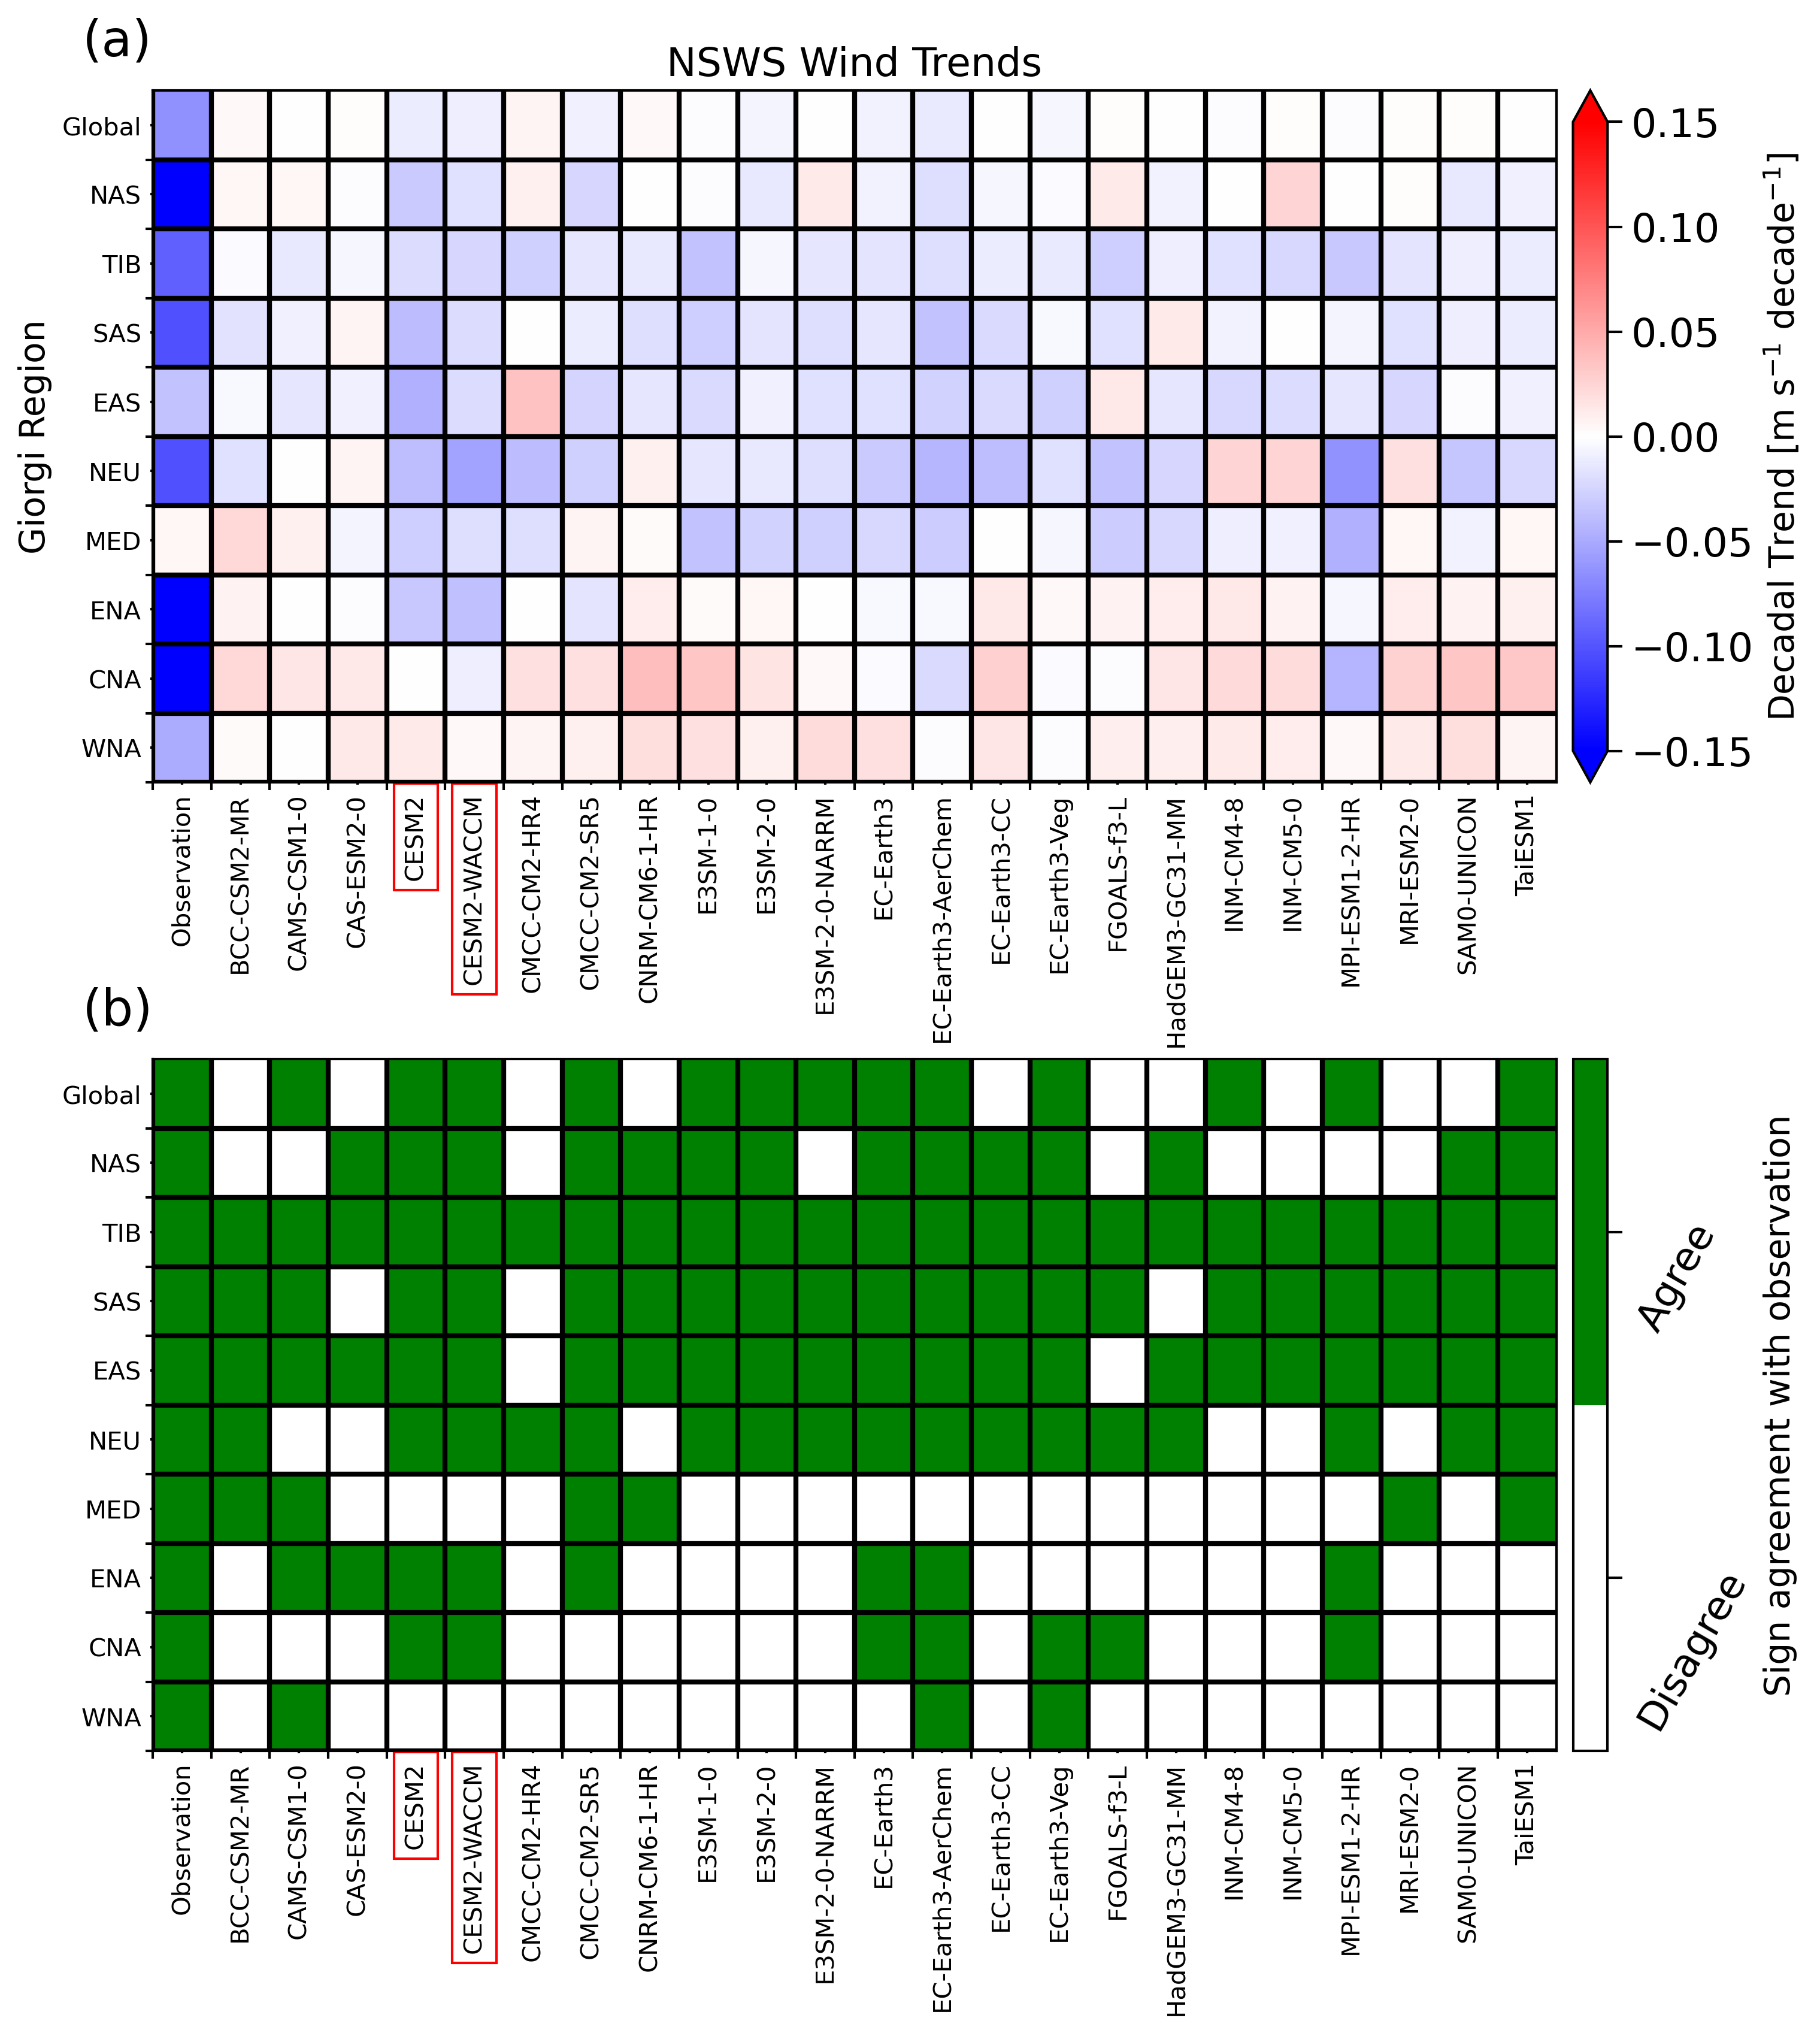 (a)
NSWS Wind Trends
Giorgi Region
Global
NAS
TIB
SAS
EAS
NEU
MED
ENA
CNA
WNA
0.15
0.10
0.05
0.00
−0.05
−0.10
−0.15
Decadal Trend [m s⁻¹ decade⁻¹]
Observation
BCC-CSM2-MR
CAMS-CSM1-0
CAS-ESM2-0
CESM2
CESM2-WACCM
CMCC-CM2-HR4
CMCC-CM2-SR5
CNRM-CM6-1-HR
E3SM-1-0
E3SM-2-0
E3SM-2-0-NARRM
EC-Earth3
EC-Earth3-AerChem
EC-Earth3-CC
EC-Earth3-Veg
FGOALS-f3-L
HadGEM3-GC31-MM
INM-CM4-8
INM-CM5-0
MPI-ESM1-2-HR
MRI-ESM2-0
SAM0-UNICON
TaiESM1
(b)
Global
NAS
TIB
SAS
EAS
NEU
MED
ENA
CNA
WNA
Agree
Disagree
Sign agreement with observation
Observation
BCC-CSM2-MR
CAMS-CSM1-0
CAS-ESM2-0
CESM2
CESM2-WACCM
CMCC-CM2-HR4
CMCC-CM2-SR5
CNRM-CM6-1-HR
E3SM-1-0
E3SM-2-0
E3SM-2-0-NARRM
EC-Earth3
EC-Earth3-AerChem
EC-Earth3-CC
EC-Earth3-Veg
FGOALS-f3-L
HadGEM3-GC31-MM
INM-CM4-8
INM-CM5-0
MPI-ESM1-2-HR
MRI-ESM2-0
SAM0-UNICON
TaiESM1